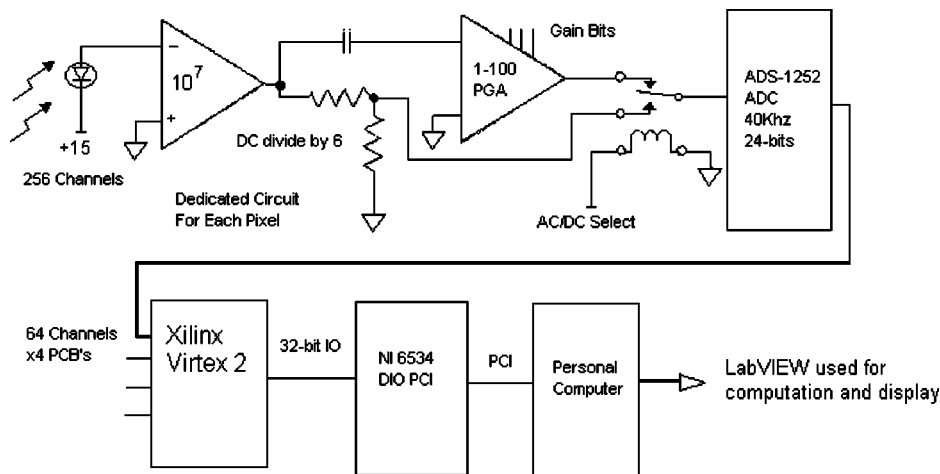 −
10⁷
+
+15
256 Channels
DC divide by 6
Dedicated Circuit
For Each Pixel
Gain Bits
1-100
PGA
AC/DC Select
ADS-1252
ADC
40Khz
24-bits
64 Channels
x4 PCB's
Xilinx
Virtex 2
32-bit IO
NI 6534
DIO PCI
PCI
Personal
Computer
LabVIEW used for
computation and display